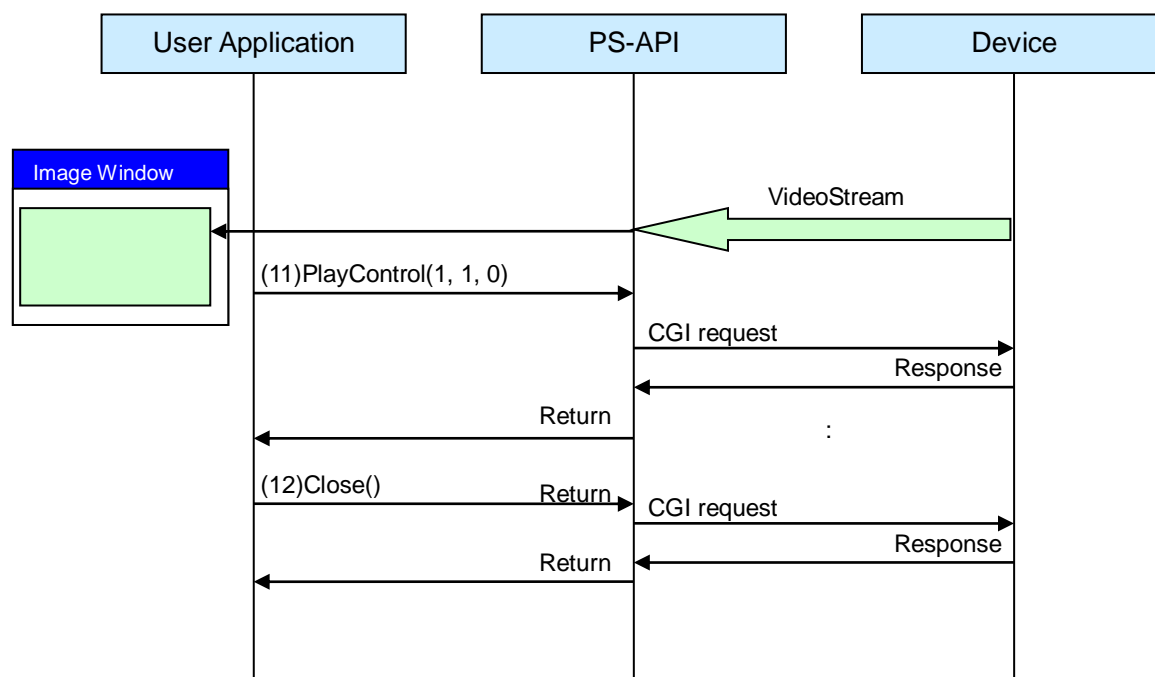 User Application
PS-API
Device
Image Window
VideoStream
(11)PlayControl(1, 1, 0)
CGI request
Response
Return
:
(12)Close()
Return
CGI request
Response
Return